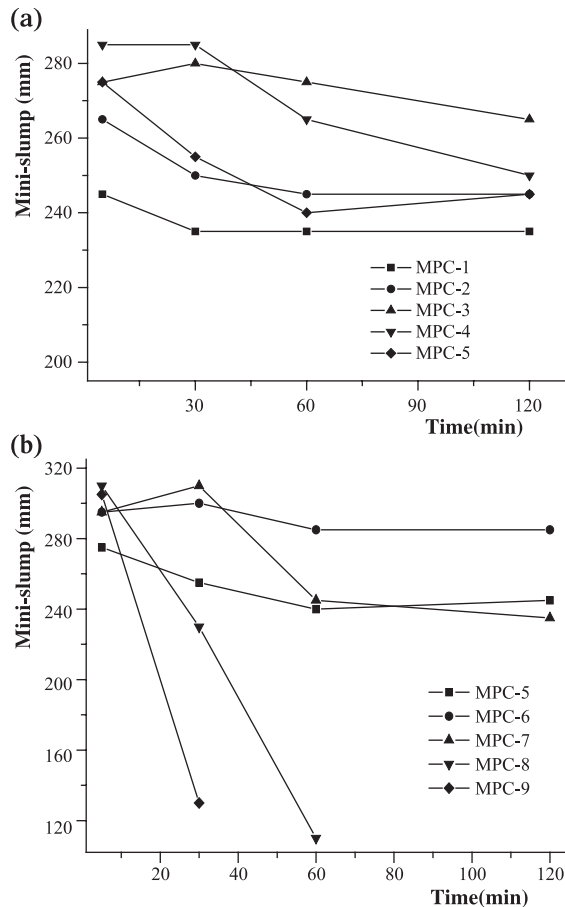 (a)
Mini-slump (mm)
280
260
240
220
200
MPC-1
MPC-2
MPC-3
MPC-4
MPC-5
30 60 90 120
Time(min)
(b)
Mini-slump (mm)
320
280
240
200
160
120
MPC-5
MPC-6
MPC-7
MPC-8
MPC-9
20 40 60 80 100 120
Time(min)